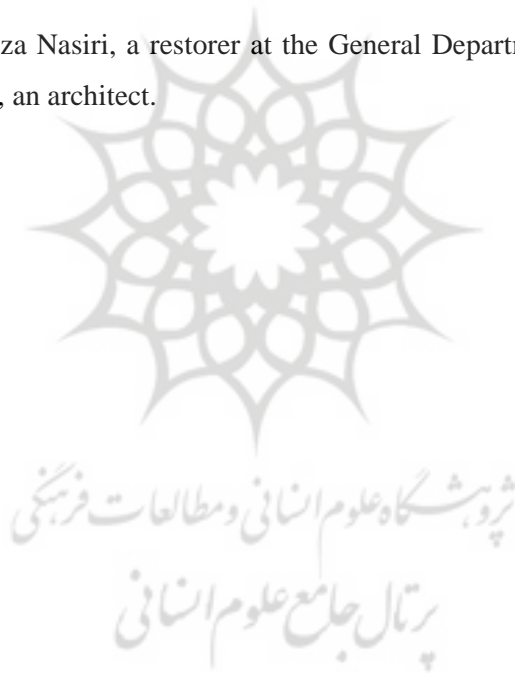 za Nasiri, a restorer at the General Departm
, an architect.
پژوهشگاه علوم انسانی و مطالعات فرهنگی
پرتال جامع علوم انسانی